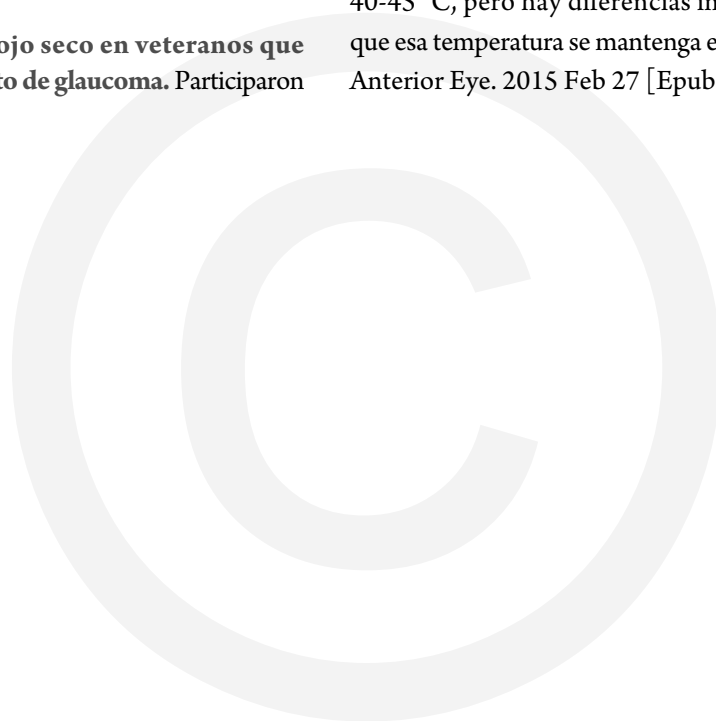 ojo seco en veteranos que
to de glaucoma. Participaron
40-45 °C, pero hay diferencias
que esa temperatura se mantenga e
Anterior Eye. 2015 Feb 27 [Epub
©